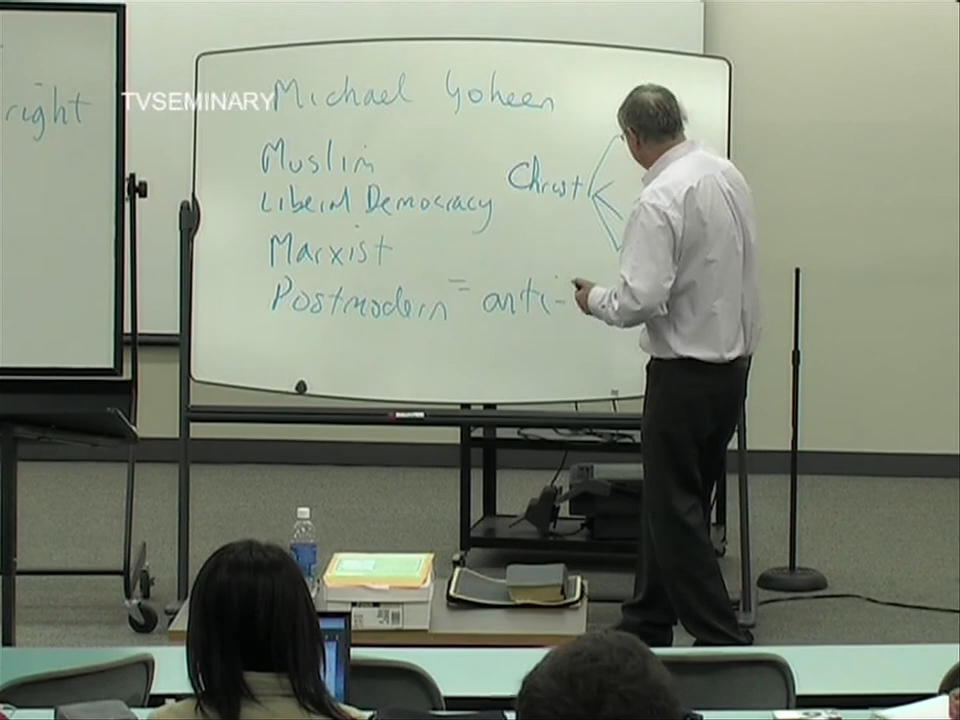 right
TVSEMINARY
Michael Goheen
Muslim
Liberal Democracy
Christ
Marxist
Postmodern = anti-